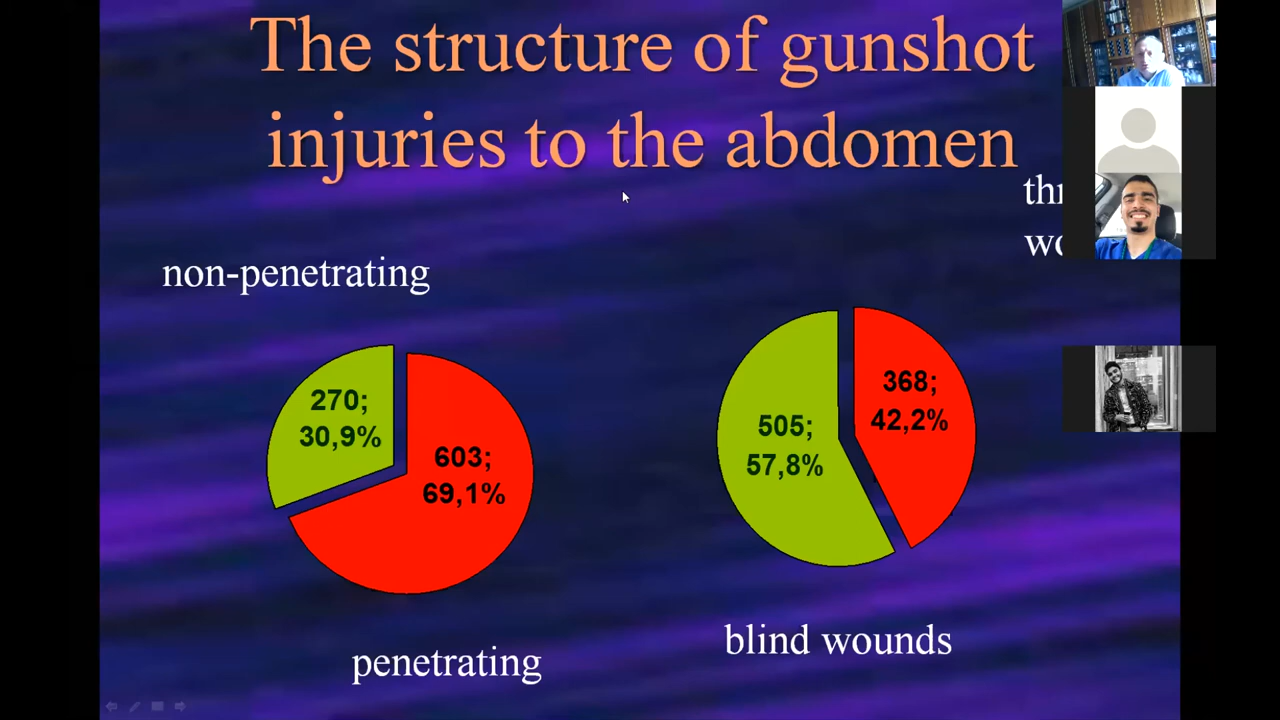 The structure of gunshot
injuries to the abdomen
non-penetrating
270;
30,9%
603;
69,1%
505;
57,8%
368;
42,2%
penetrating
blind wounds